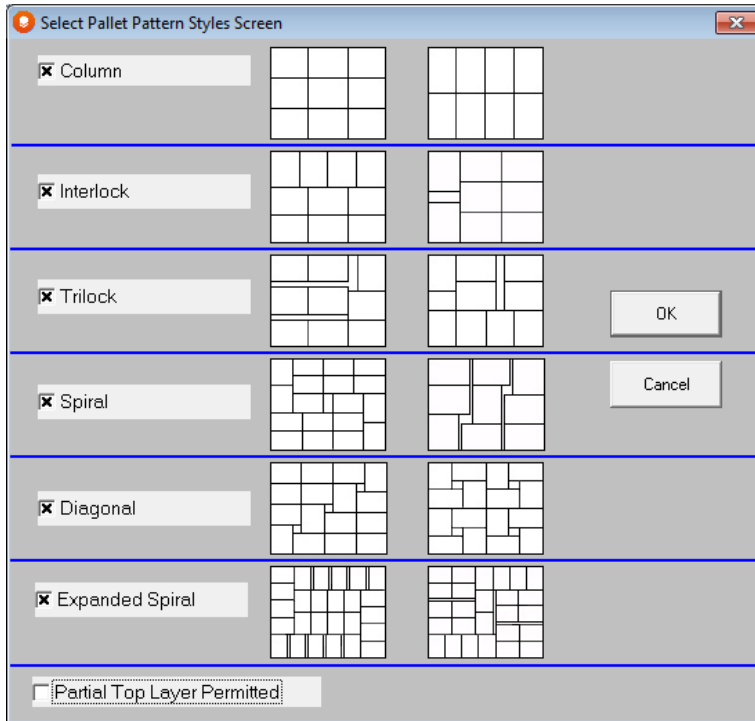 Select Pallet Pattern Styles Screen
Column
Interlock
Trilock
OK
Spiral
Cancel
Diagonal
Expanded Spiral
Partial Top Layer Permitted